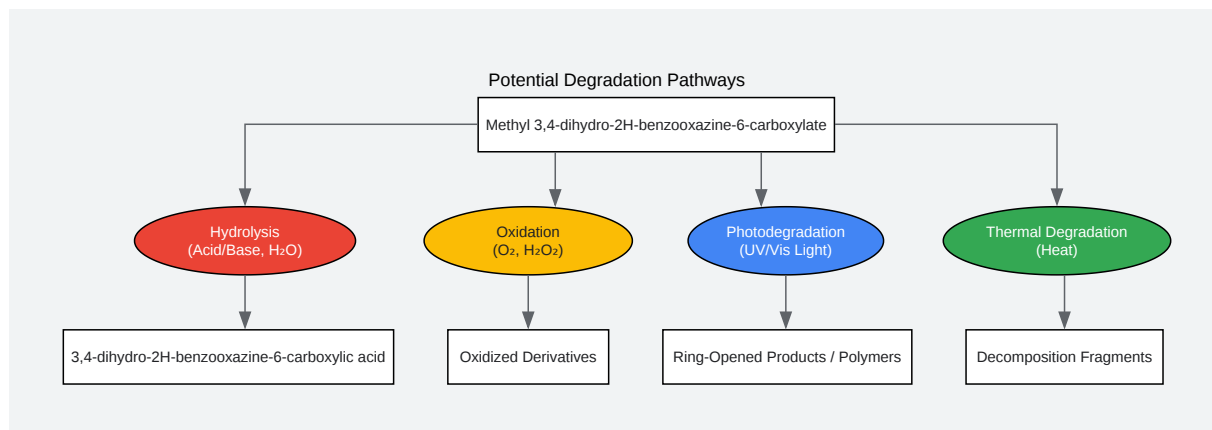 Potential Degradation Pathways
Methyl 3,4-dihydro-2H-benzooxazine-6-carboxylate
Hydrolysis
(Acid/Base, H₂O)
Oxidation
(O₂, H₂O₂)
Photodegradation
(UV/Vis Light)
Thermal Degradation
(Heat)
3,4-dihydro-2H-benzooxazine-6-carboxylic acid
Oxidized Derivatives
Ring-Opened Products / Polymers
Decomposition Fragments